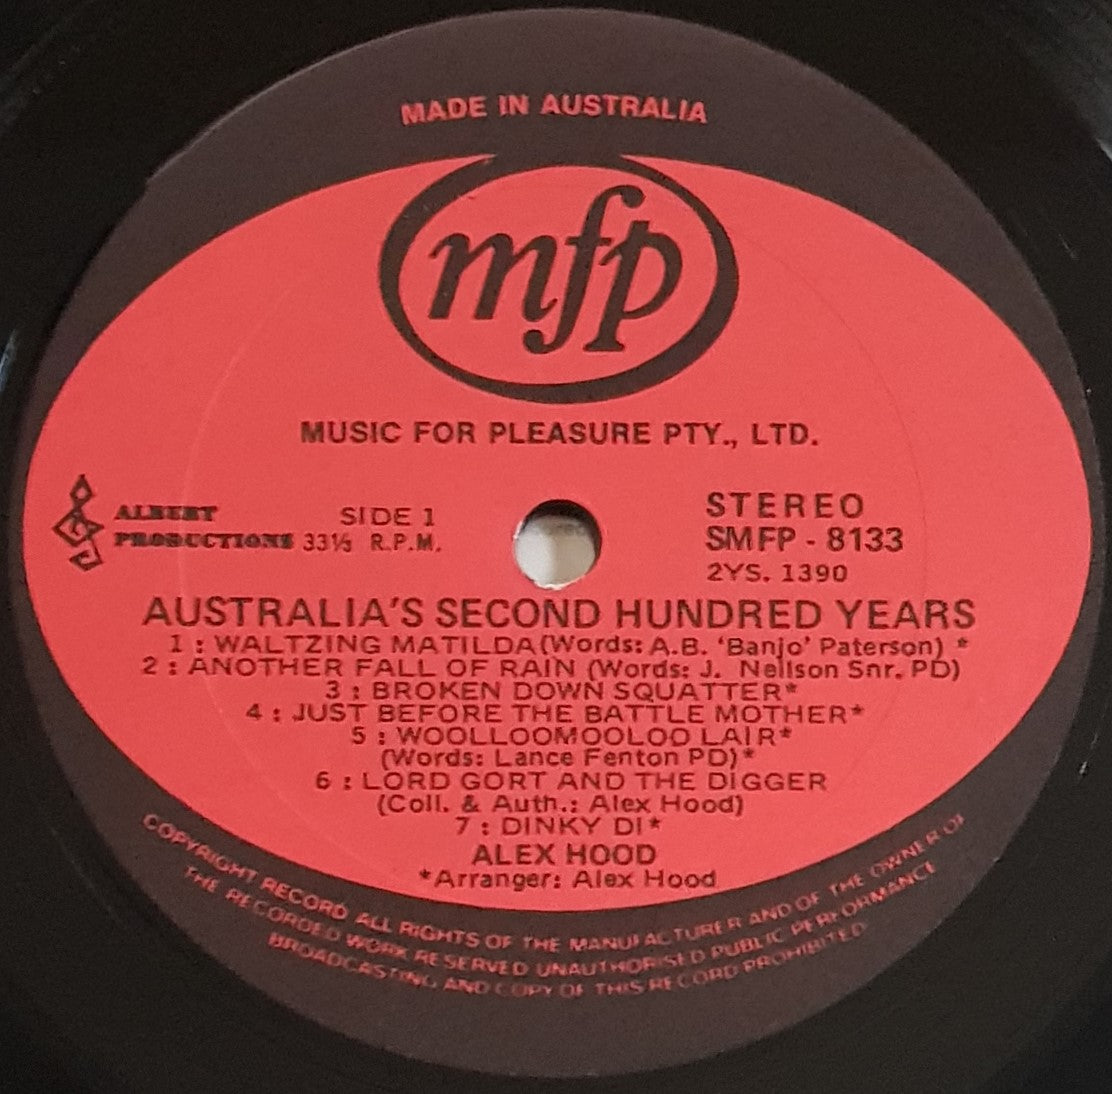 MADE IN AUSTRALIA
mfp
MUSIC FOR PLEASURE PTY., LTD.
ALBERT
PRODUCTIONS
SIDE 1
33⅓ R.P.M.
STEREO
SMFP - 8133
2YS. 1390
AUSTRALIA'S SECOND HUNDRED YEARS
1 : WALTZING MATILDA (Words: A.B. 'Banjo' Paterson) *
2 : ANOTHER FALL OF RAIN (Words: J. Neilson Snr. PD)
3 : BROKEN DOWN SQUATTER*
4 : JUST BEFORE THE BATTLE MOTHER*
5 : WOOLLOOMOOLOO LAIR*
(Words: Lance Fenton PD)*
6 : LORD GORT AND THE DIGGER
(Coll. & Auth.: Alex Hood)
7 : DINKY DI*
ALEX HOOD
*Arranger: Alex Hood
COPYRIGHT RECORD ALL RIGHTS OF THE MANUFACTURER AND OF THE OWNER OF
THE RECORDED WORK RESERVED UNAUTHORISED PUBLIC PERFORMANCE
BROADCASTING AND COPY OF THIS RECORD PROHIBITED